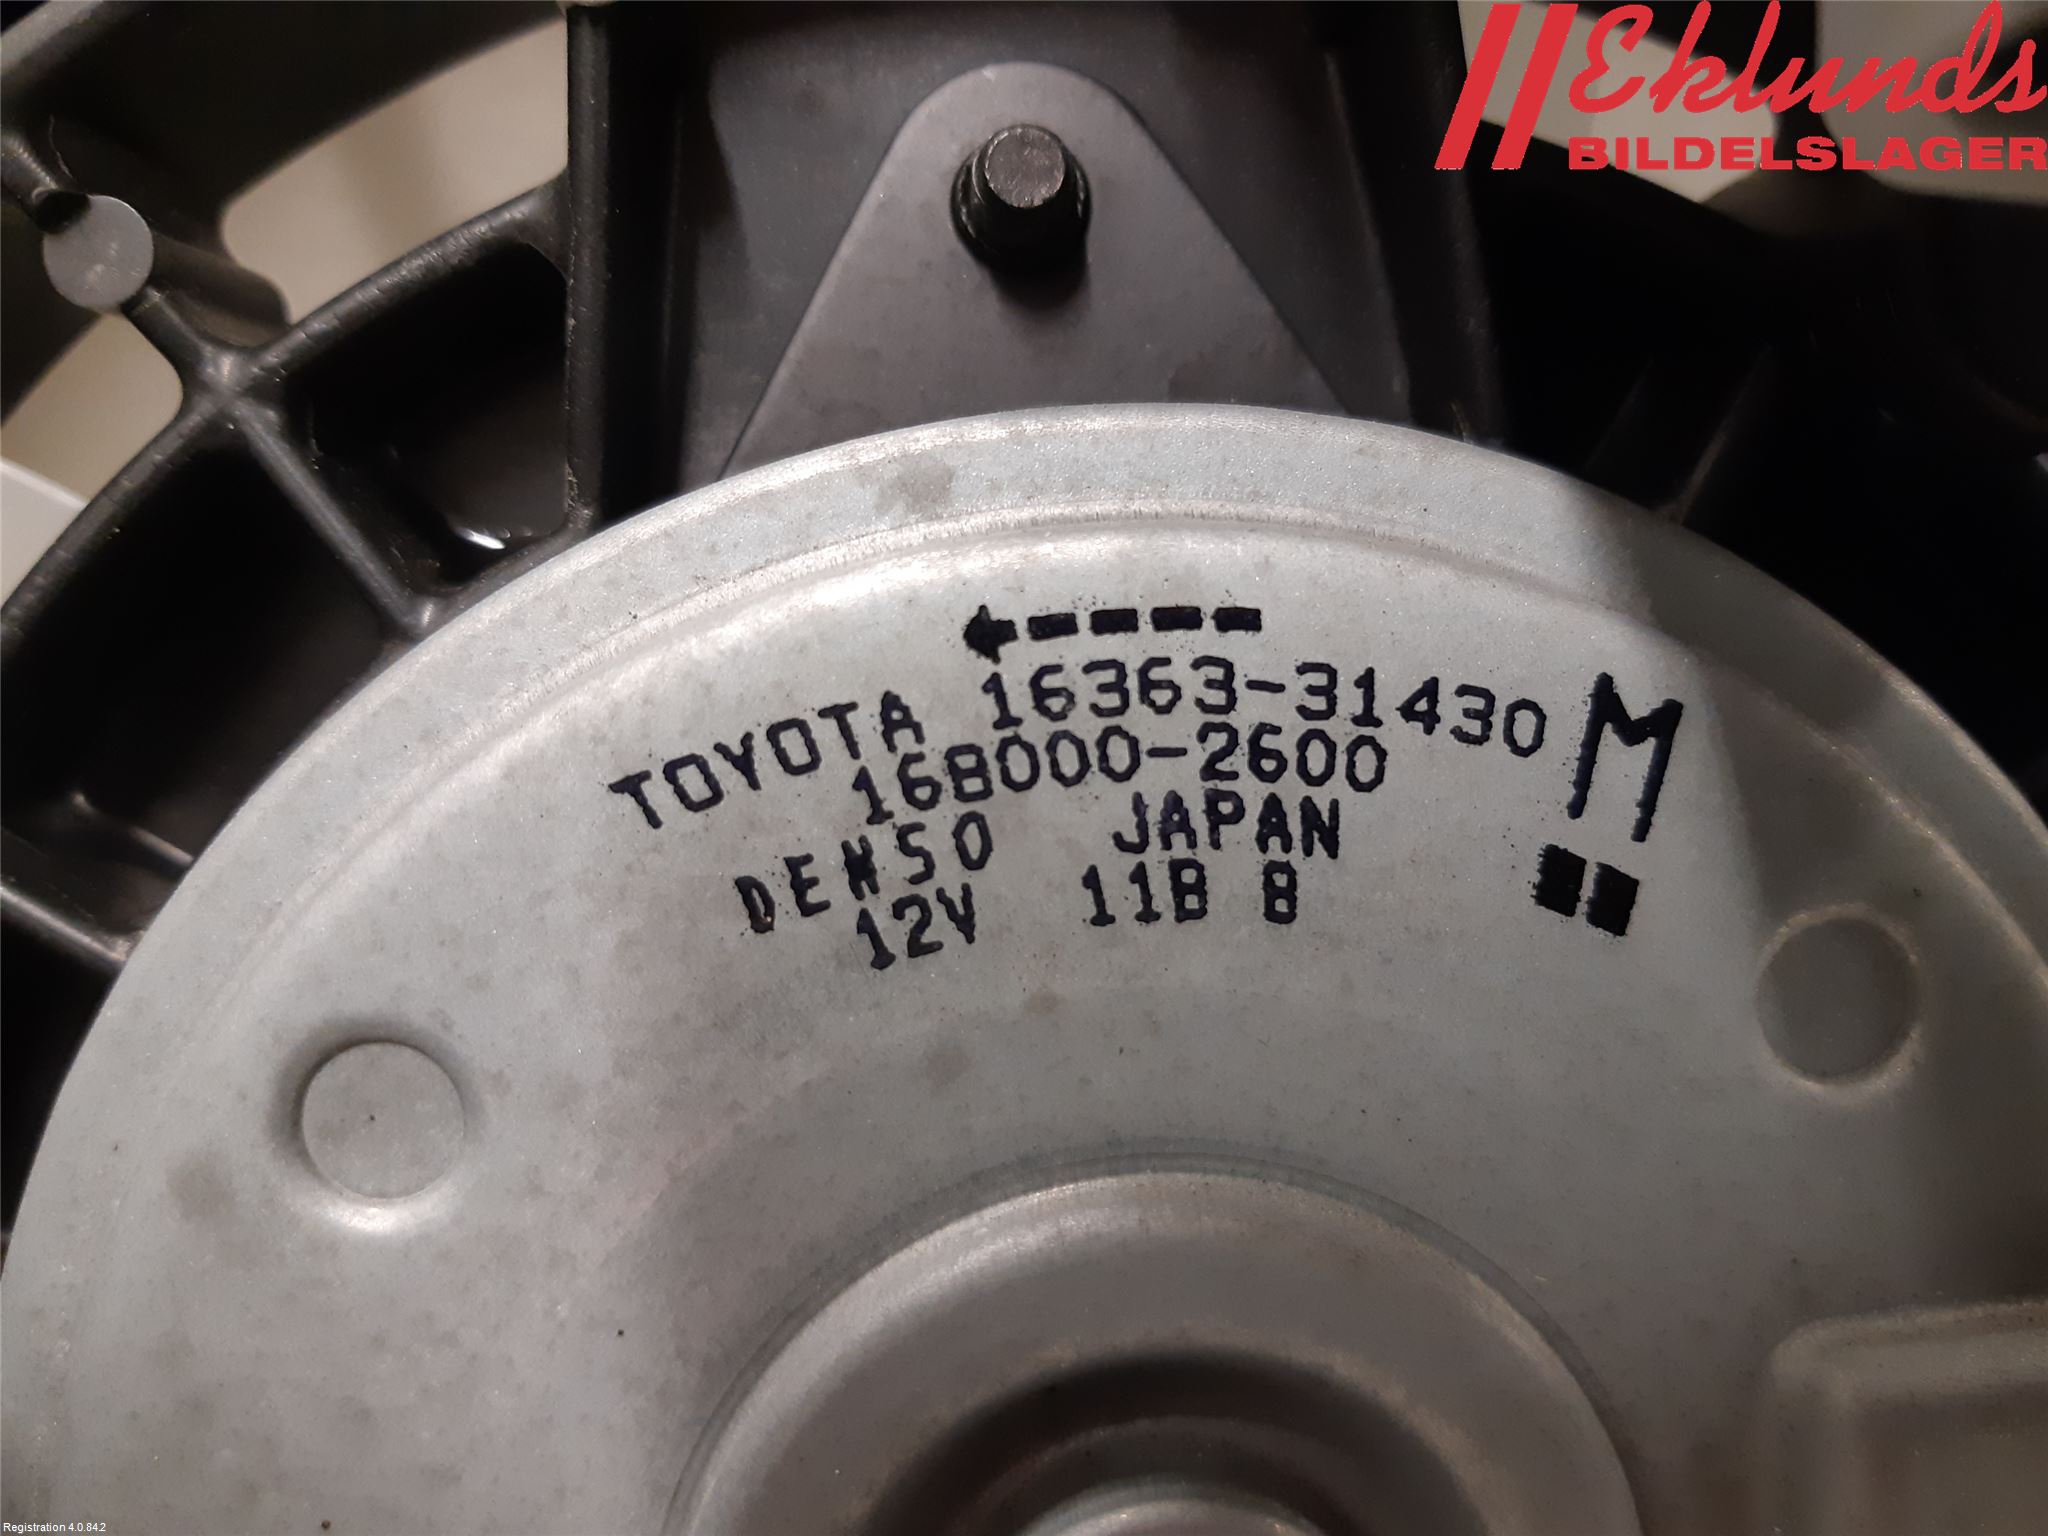 Eklunds
BILDELSLAGER
TOYOTA 16363-31430 M
168000-2600
DENSO JAPAN
12V 11B 8
Registration 4.0.84.2